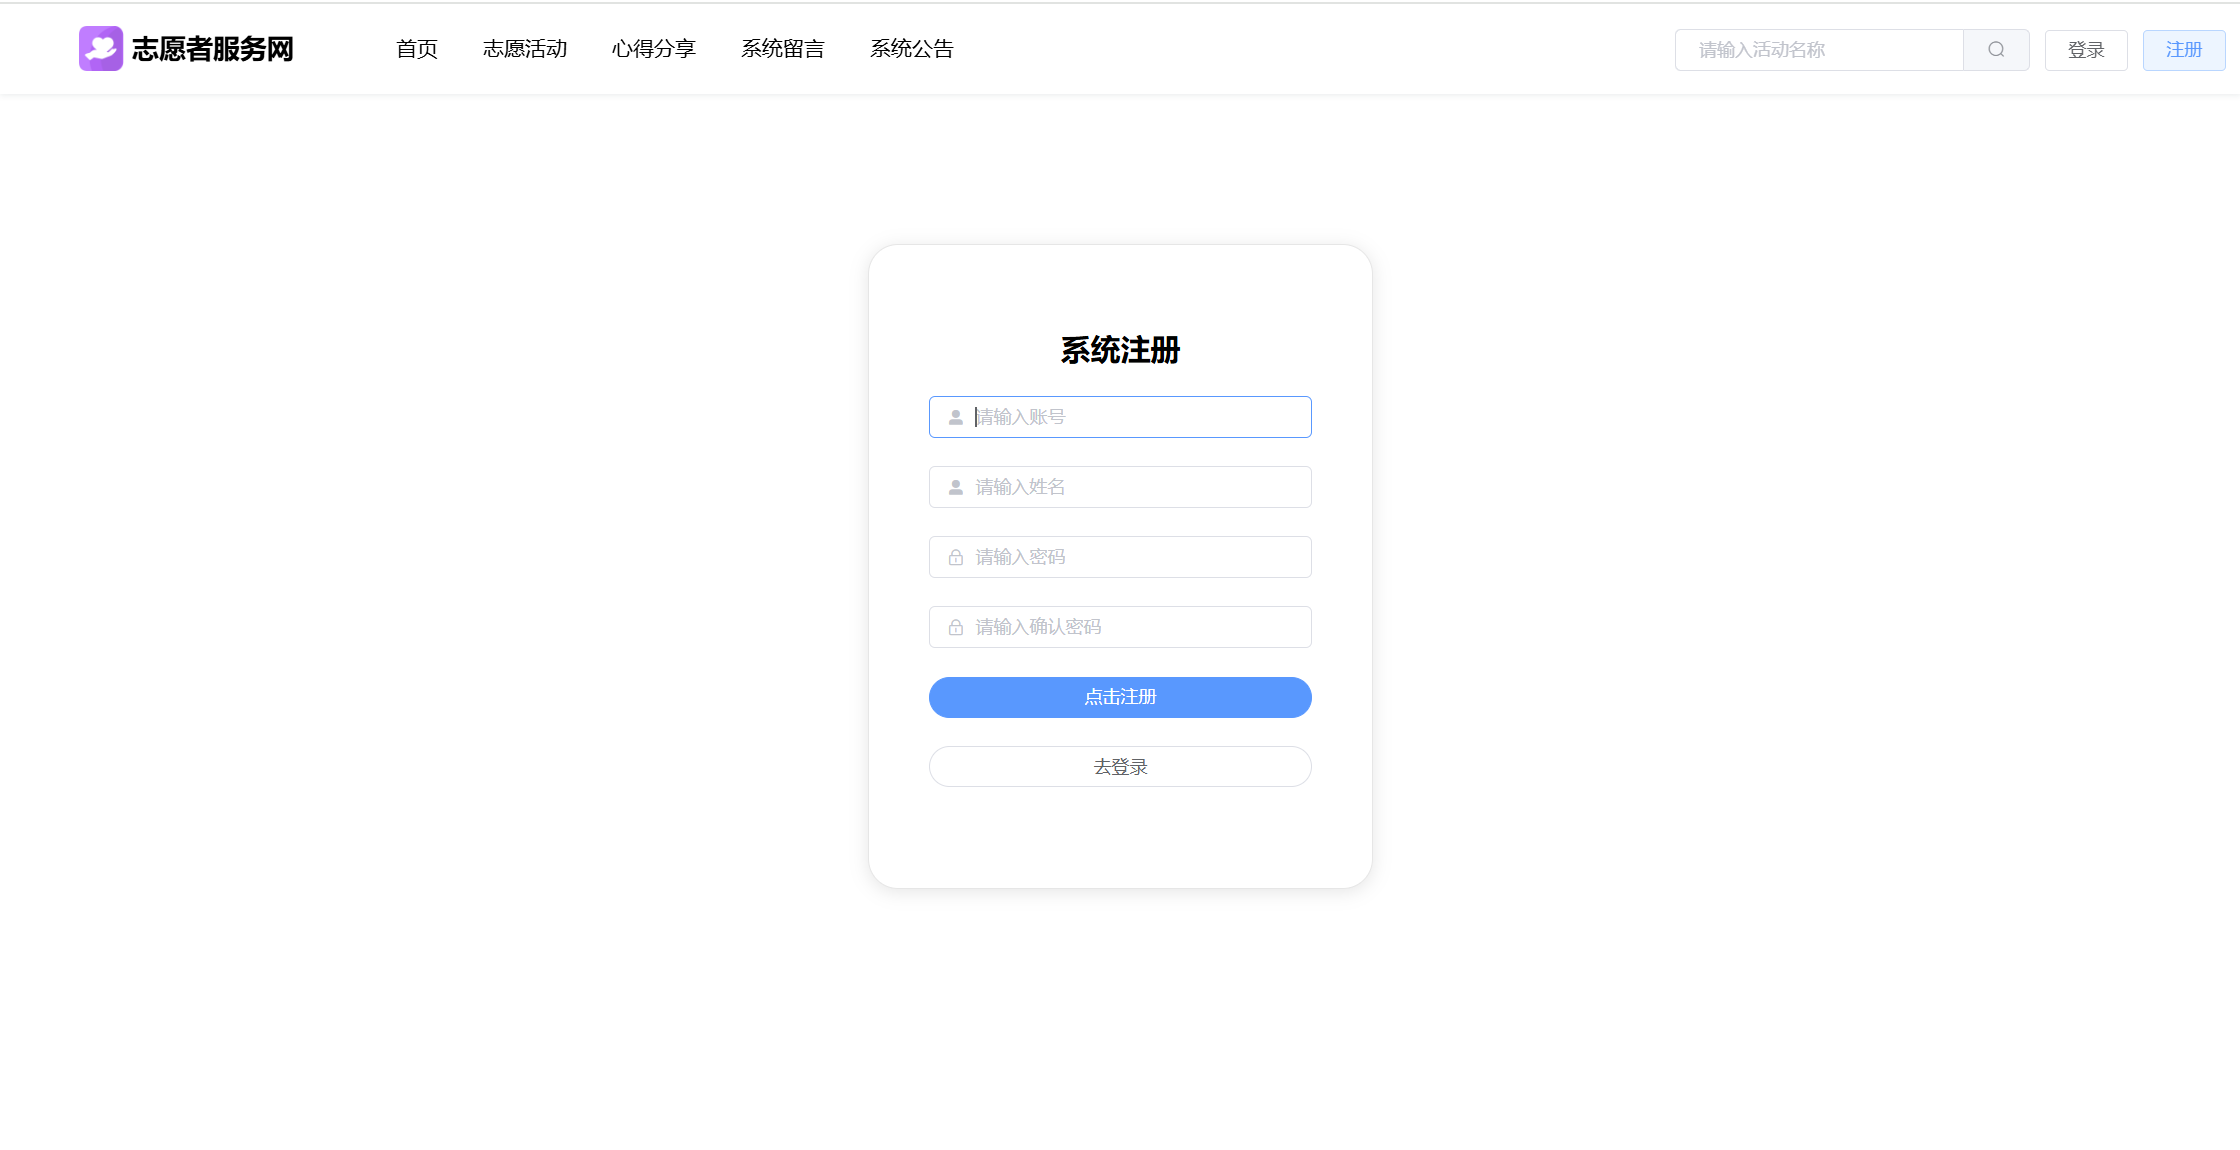 志愿者服务网
首页 志愿活动 心得分享 系统留言 系统公告
请输入活动名称
登录
注册
系统注册
请输入账号
请输入姓名
请输入密码
请输入确认密码
点击注册
去登录